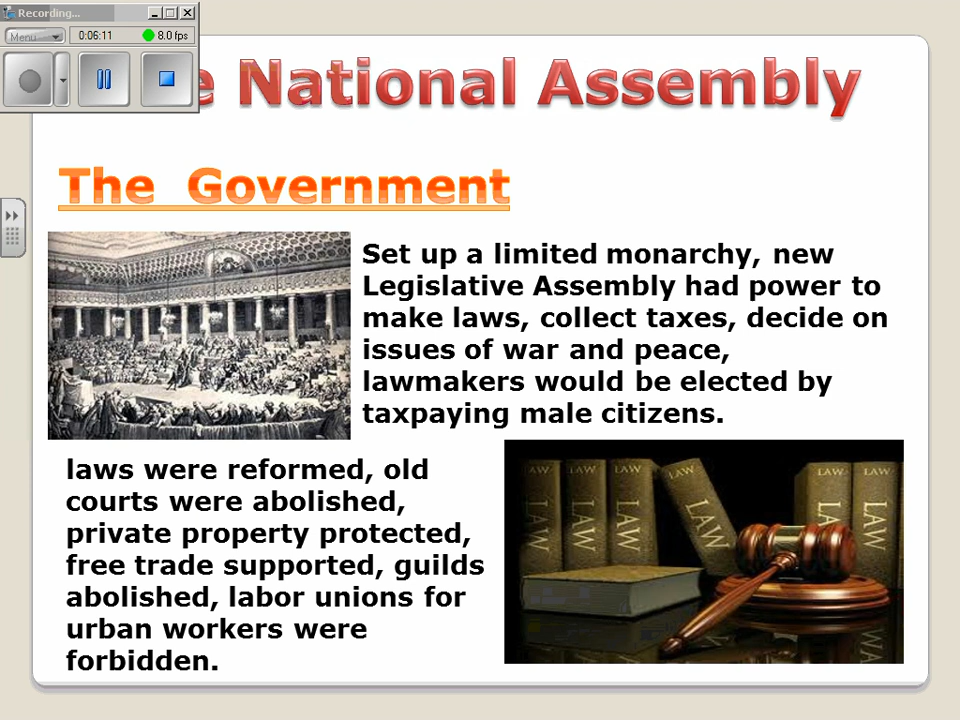 Recording...
Menu
0:06:11
8.0 fps
e National Assembly
The Government
Set up a limited monarchy, new
Legislative Assembly had power to
make laws, collect taxes, decide on
issues of war and peace,
lawmakers would be elected by
taxpaying male citizens.
laws were reformed, old
courts were abolished,
private property protected,
free trade supported, guilds
abolished, labor unions for
urban workers were
forbidden.
LAW LAW LAW LAW LAW LAW